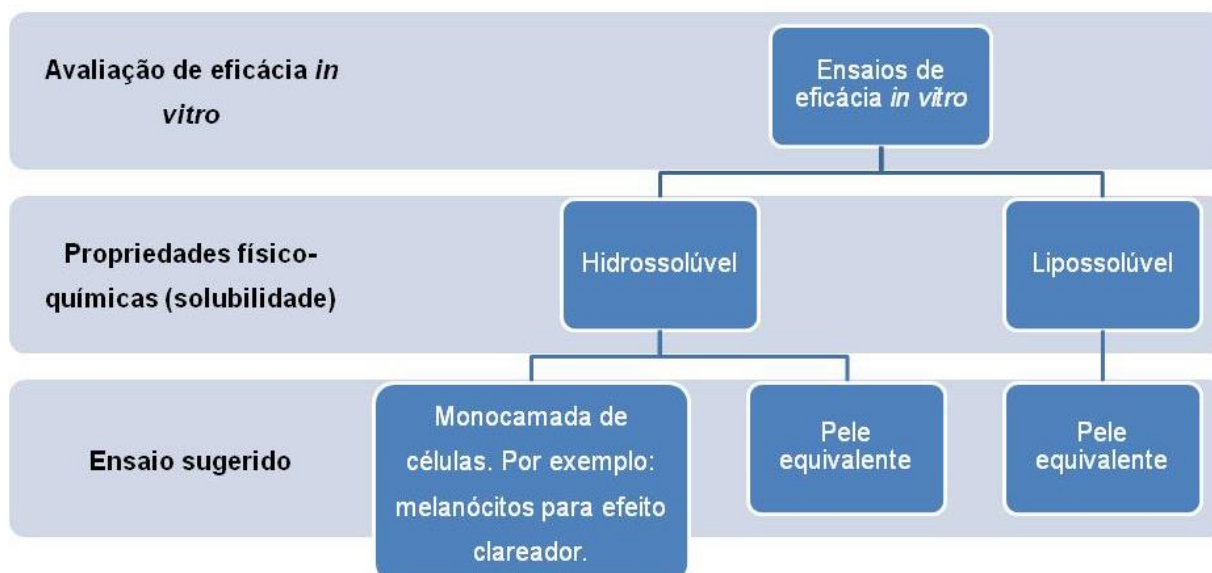 Avaliação de eficácia in
vitro
Ensaios de
eficácia in vitro
Propriedades físico-
químicas (solubilidade)
Hidrossolúvel
Lipossolúvel
Ensaio sugerido
Monocamada de
células. Por exemplo:
melanócitos para efeito
clareador.
Pele
equivalente
Pele
equivalente